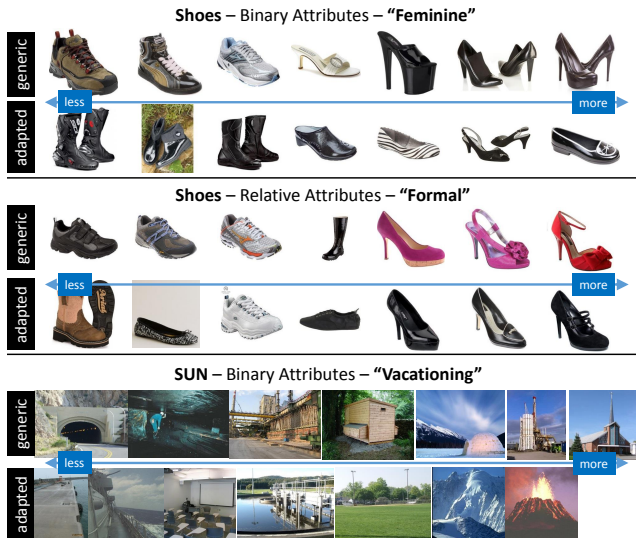 Shoes – Binary Attributes – “Feminine”
generic
less
more
adapted
Shoes – Relative Attributes – “Formal”
generic
less
more
adapted
SUN – Binary Attributes – “Vacationing”
generic
less
more
adapted